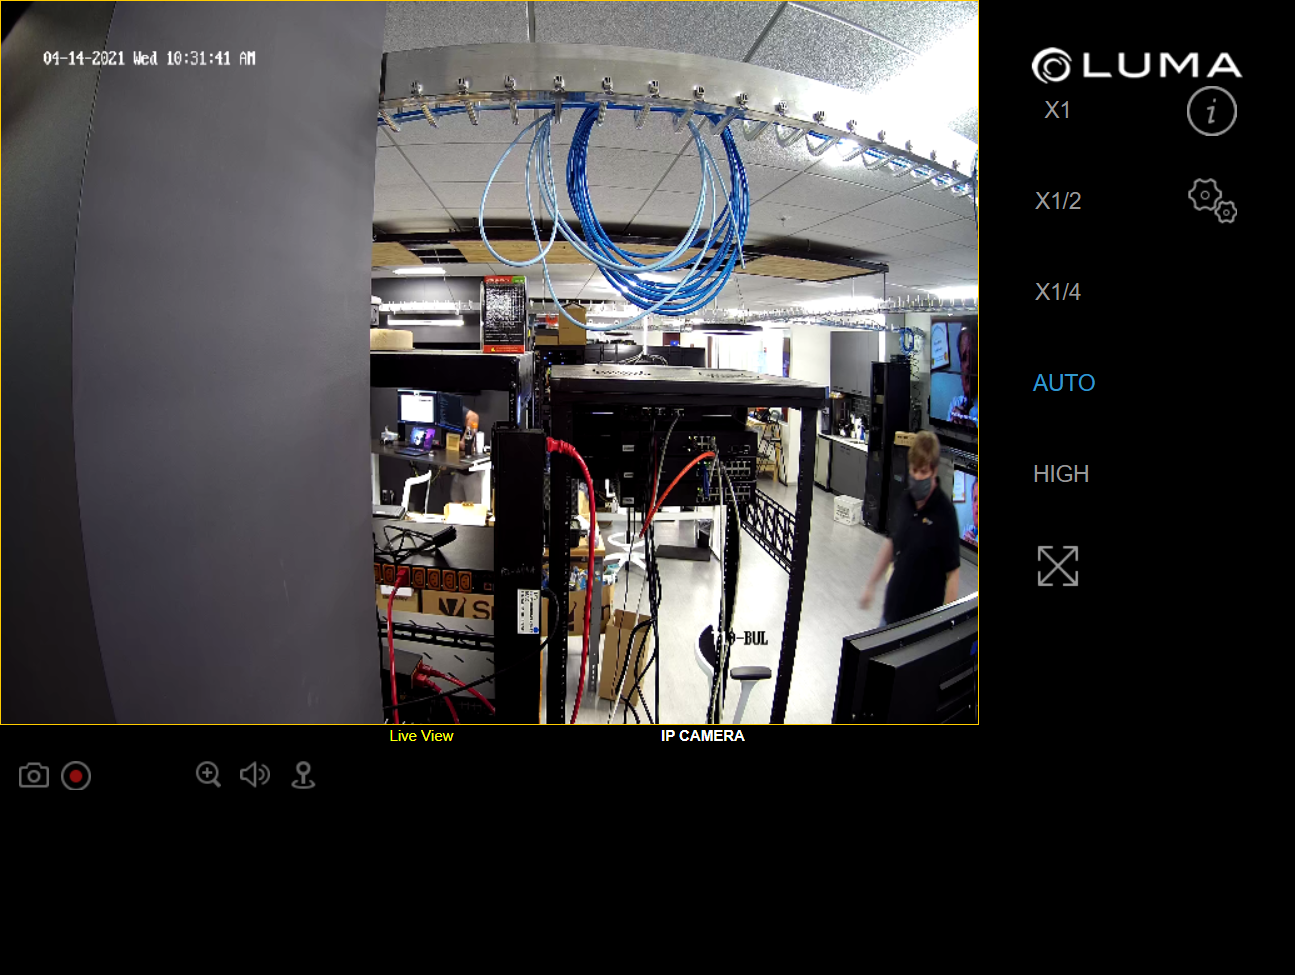 04-14-2021 Wed 10:31:41 AM
LUMA
X1
i
X1/2
X1/4
AUTO
HIGH
-BUL
Live View
IP CAMERA